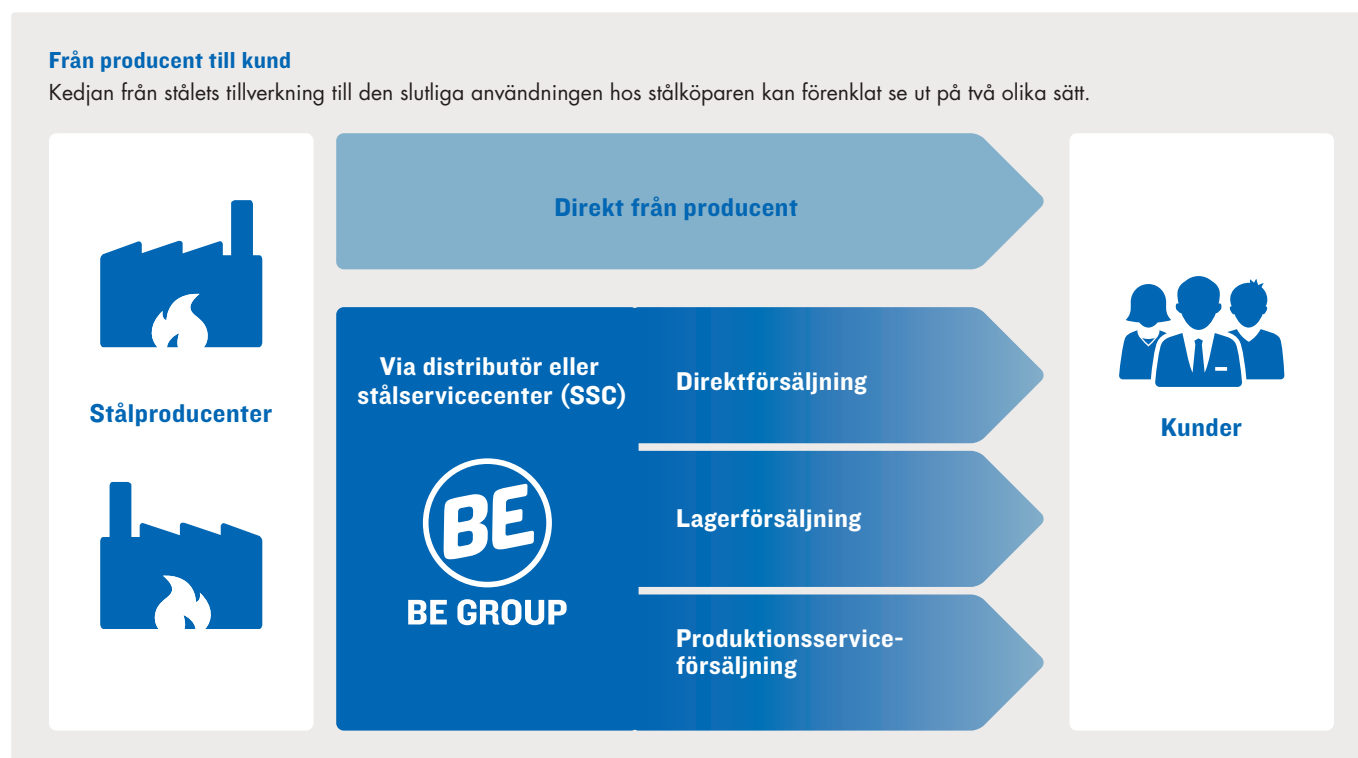 Från producent till kund
Kedjan från stålets tillverkning till den slutliga användningen hos stålköparen kan förenklat se ut på två olika sätt.
Stålproducenter
Direkt från producent
Via distributör eller
stålservicecenter (SSC)
BE
BE GROUP
Direktförsäljning
Lagerförsäljning
Produktionsservice-
försäljning
Kunder